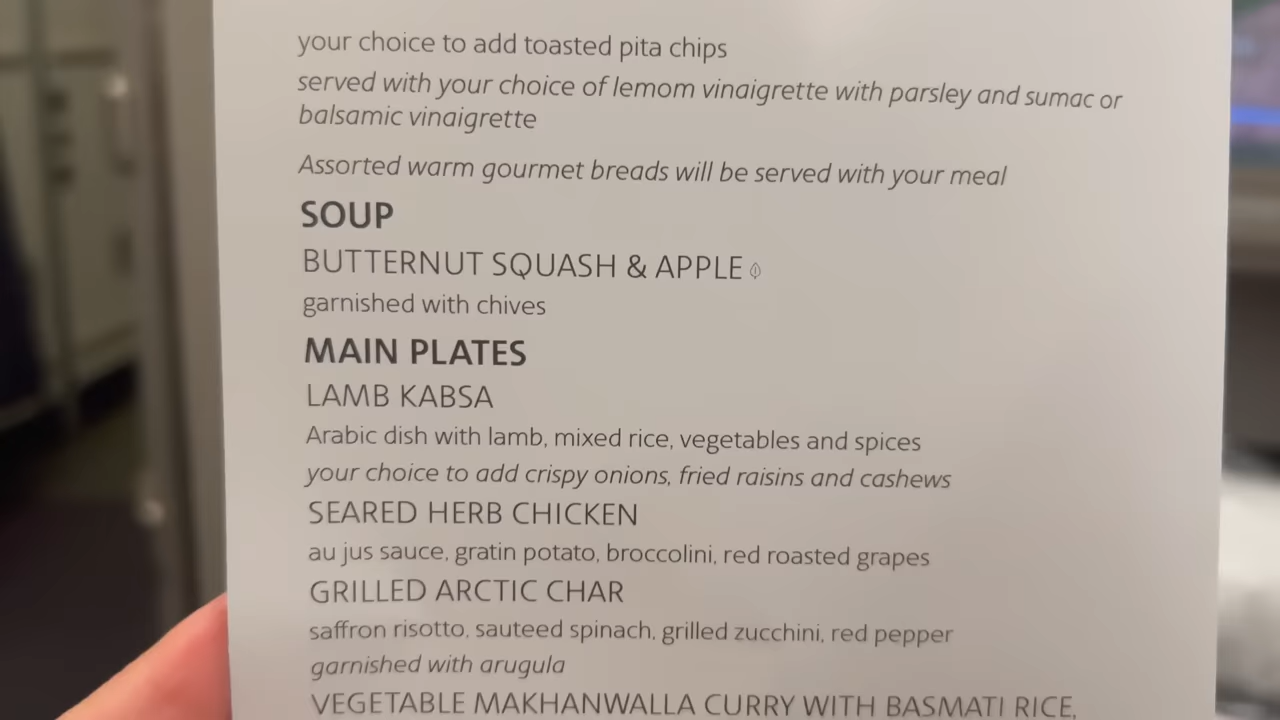 your choice to add toasted pita chips
served with your choice of lemom vinaigrette with parsley and sumac or
balsamic vinaigrette
Assorted warm gourmet breads will be served with your meal
SOUP
BUTTERNUT SQUASH & APPLE
garnished with chives
MAIN PLATES
LAMB KABSA
Arabic dish with lamb, mixed rice, vegetables and spices
your choice to add crispy onions, fried raisins and cashews
SEARED HERB CHICKEN
au jus sauce, gratin potato, broccolini, red roasted grapes
GRILLED ARCTIC CHAR
saffron risotto, sauteed spinach, grilled zucchini, red pepper
garnished with arugula
VEGETABLE MAKHANWALLA CURRY WITH BASMATI RICE,